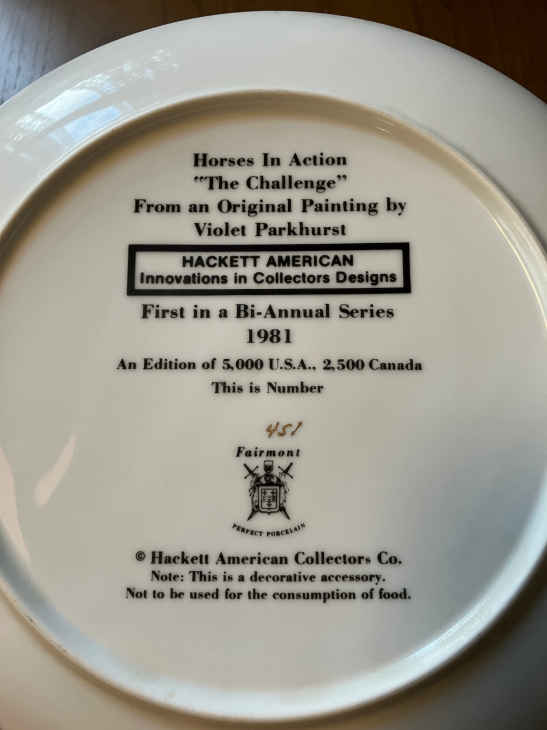 Horses In Action
"The Challenge"
From an Original Painting by
Violet Parkhurst
HACKETT AMERICAN
Innovations in Collectors Designs
First in a Bi-Annual Series
1981
An Edition of 5,000 U.S.A., 2,500 Canada
This is Number
451
Fairmont
PERFECT PORCELAIN
© Hackett American Collectors Co.
Note: This is a decorative accessory.
Not to be used for the consumption of food.